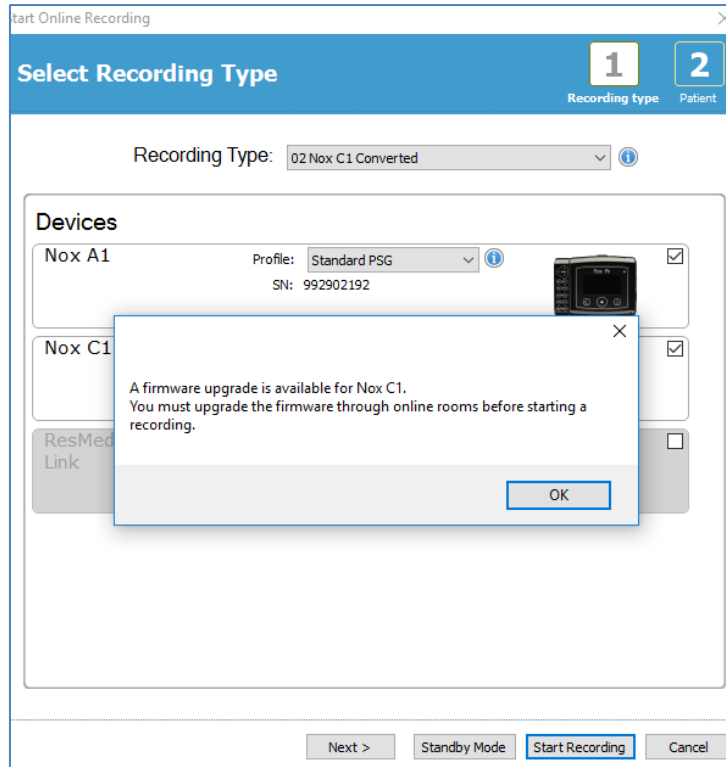 tart Online Recording
Select Recording Type
1
Recording type
2
Patient
Recording Type: 02 Nox C1 Converted
Devices
Nox A1
Profile: Standard PSG
SN: 992902192
Nox C1
A firmware upgrade is available for Nox C1.
You must upgrade the firmware through online rooms before starting a
recording.
OK
ResMed
Link
Next >
Standby Mode
Start Recording
Cancel